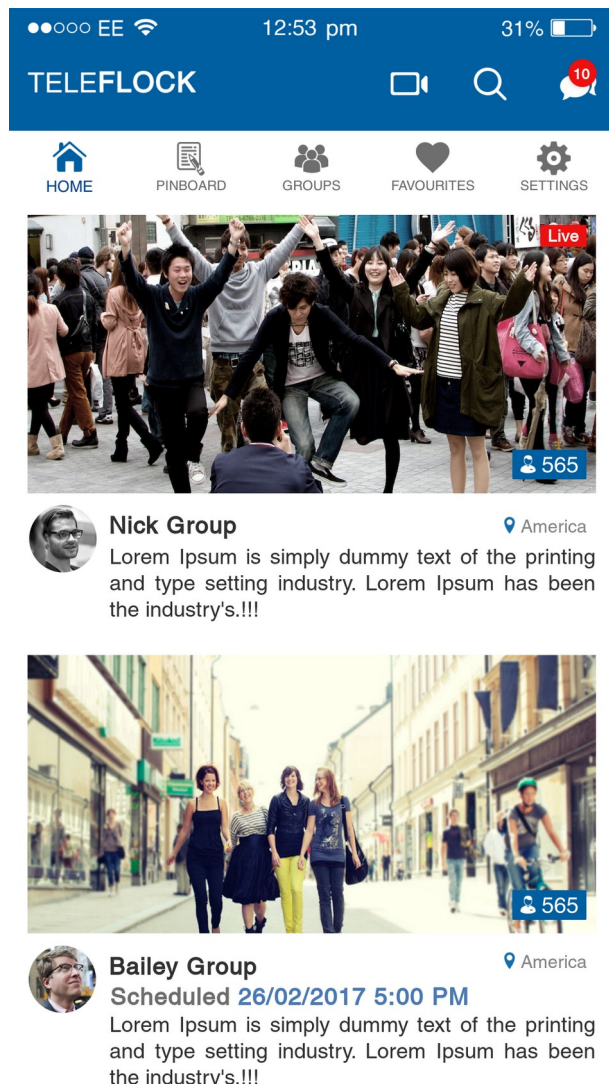 EE 12:53 pm 31%
TELEFLOCK
10
HOME PINBOARD GROUPS FAVOURITES SETTINGS
Live
565
Nick Group America
Lorem Ipsum is simply dummy text of the printing
and type setting industry. Lorem Ipsum has been
the industry's.!!!
565
Bailey Group America
Scheduled 26/02/2017 5:00 PM
Lorem Ipsum is simply dummy text of the printing
and type setting industry. Lorem Ipsum has been
the industry's.!!!